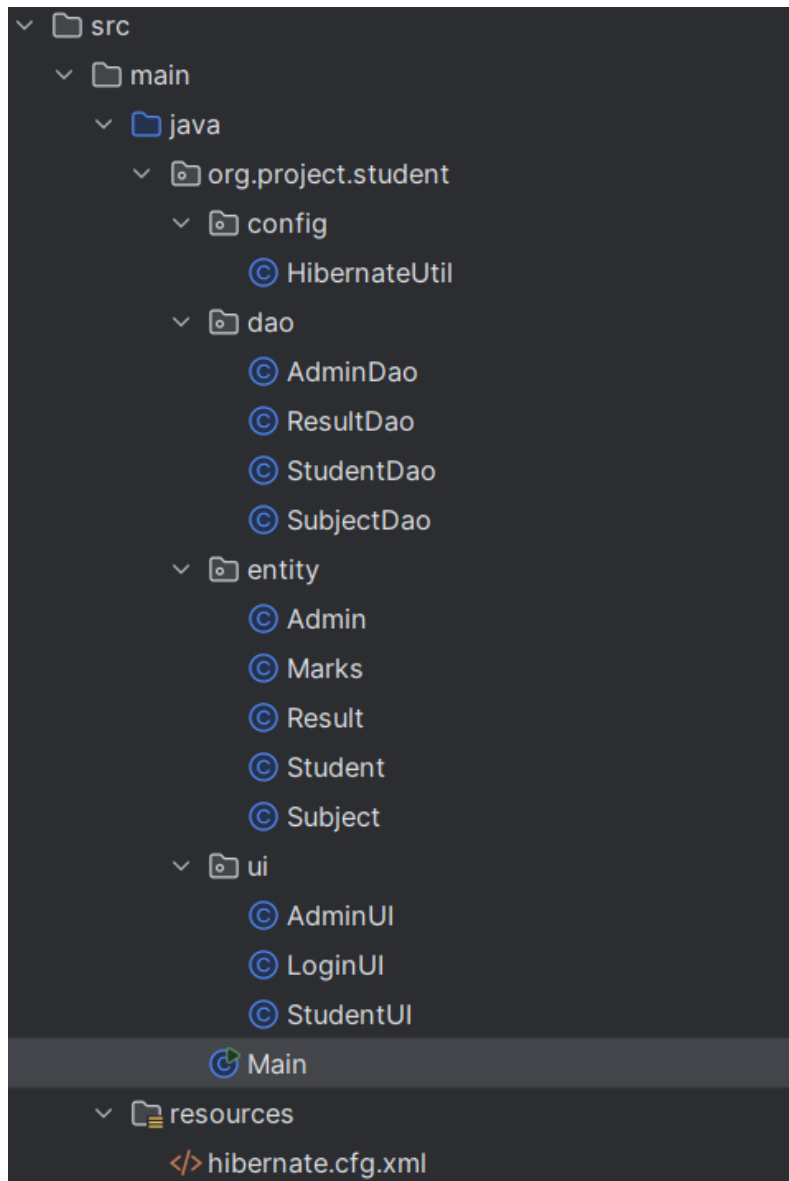 src
main
java
org.project.student
config
HibernateUtil
dao
AdminDao
ResultDao
StudentDao
SubjectDao
entity
Admin
Marks
Result
Student
Subject
ui
AdminUI
LoginUI
StudentUI
Main
resources
hibernate.cfg.xml